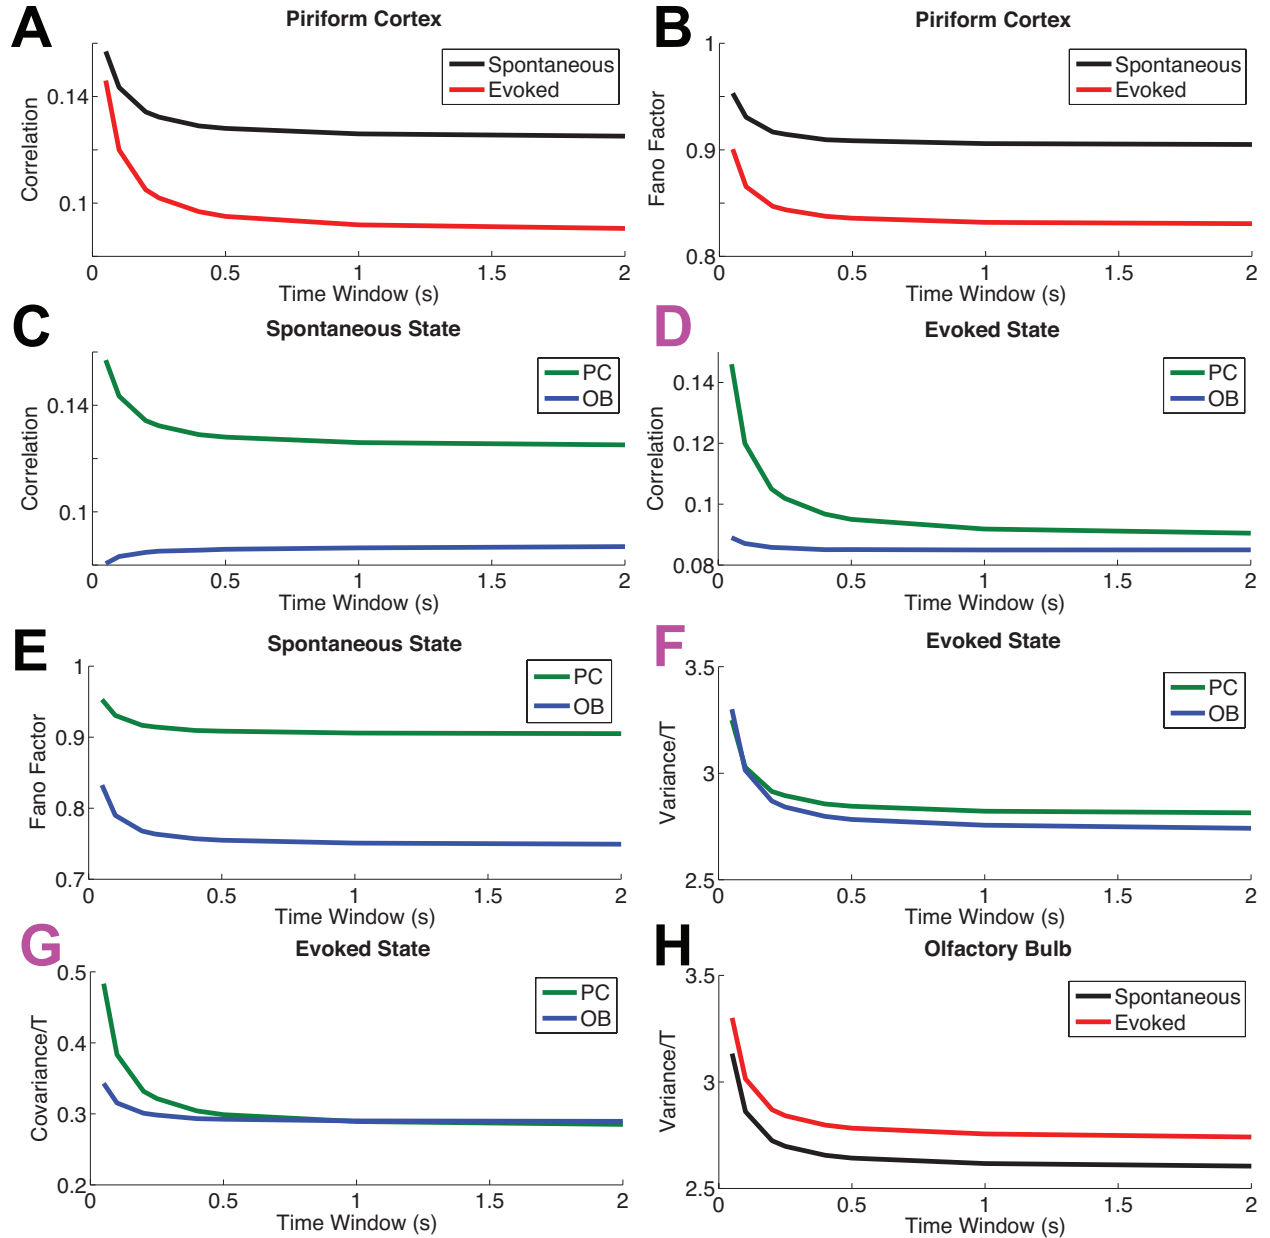 A
Piriform Cortex
Correlation
0.14
0.1
Spontaneous
Evoked
0 0.5 1 1.5 2
Time Window (s)
B
Piriform Cortex
Fano Factor
1
0.9
0.8
Spontaneous
Evoked
0 0.5 1 1.5 2
Time Window (s)
C
Spontaneous State
Correlation
0.14
0.1
PC
OB
0 0.5 1 1.5 2
Time Window (s)
D
Evoked State
Correlation
0.14
0.12
0.1
0.08
PC
OB
0 0.5 1 1.5 2
Time Window (s)
E
Spontaneous State
Fano Factor
1
0.9
0.8
0.7
PC
OB
0 0.5 1 1.5 2
Time Window (s)
F
Evoked State
Variance/T
3.5
3
2.5
PC
OB
0 0.5 1 1.5 2
Time Window (s)
G
Evoked State
Covariance/T
0.5
0.4
0.3
0.2
PC
OB
0 0.5 1 1.5 2
Time Window (s)
H
Olfactory Bulb
Variance/T
3.5
3
2.5
Spontaneous
Evoked
0 0.5 1 1.5 2
Time Window (s)